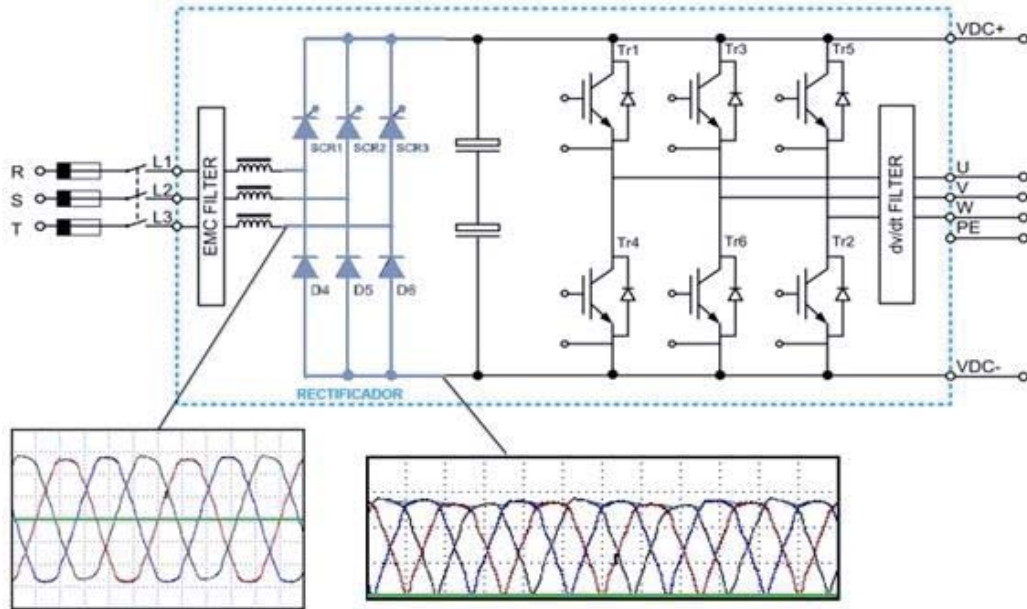 VDC+
Tr1
Tr3
Tr5
SCR1
SCR2
SCR3
R
S
T
L1
L2
L3
EMC FILTER
dv/dt FILTER
U
V
W
PE
Tr4
Tr6
Tr2
D4
D5
D6
VDC-
RECTIFICADOR